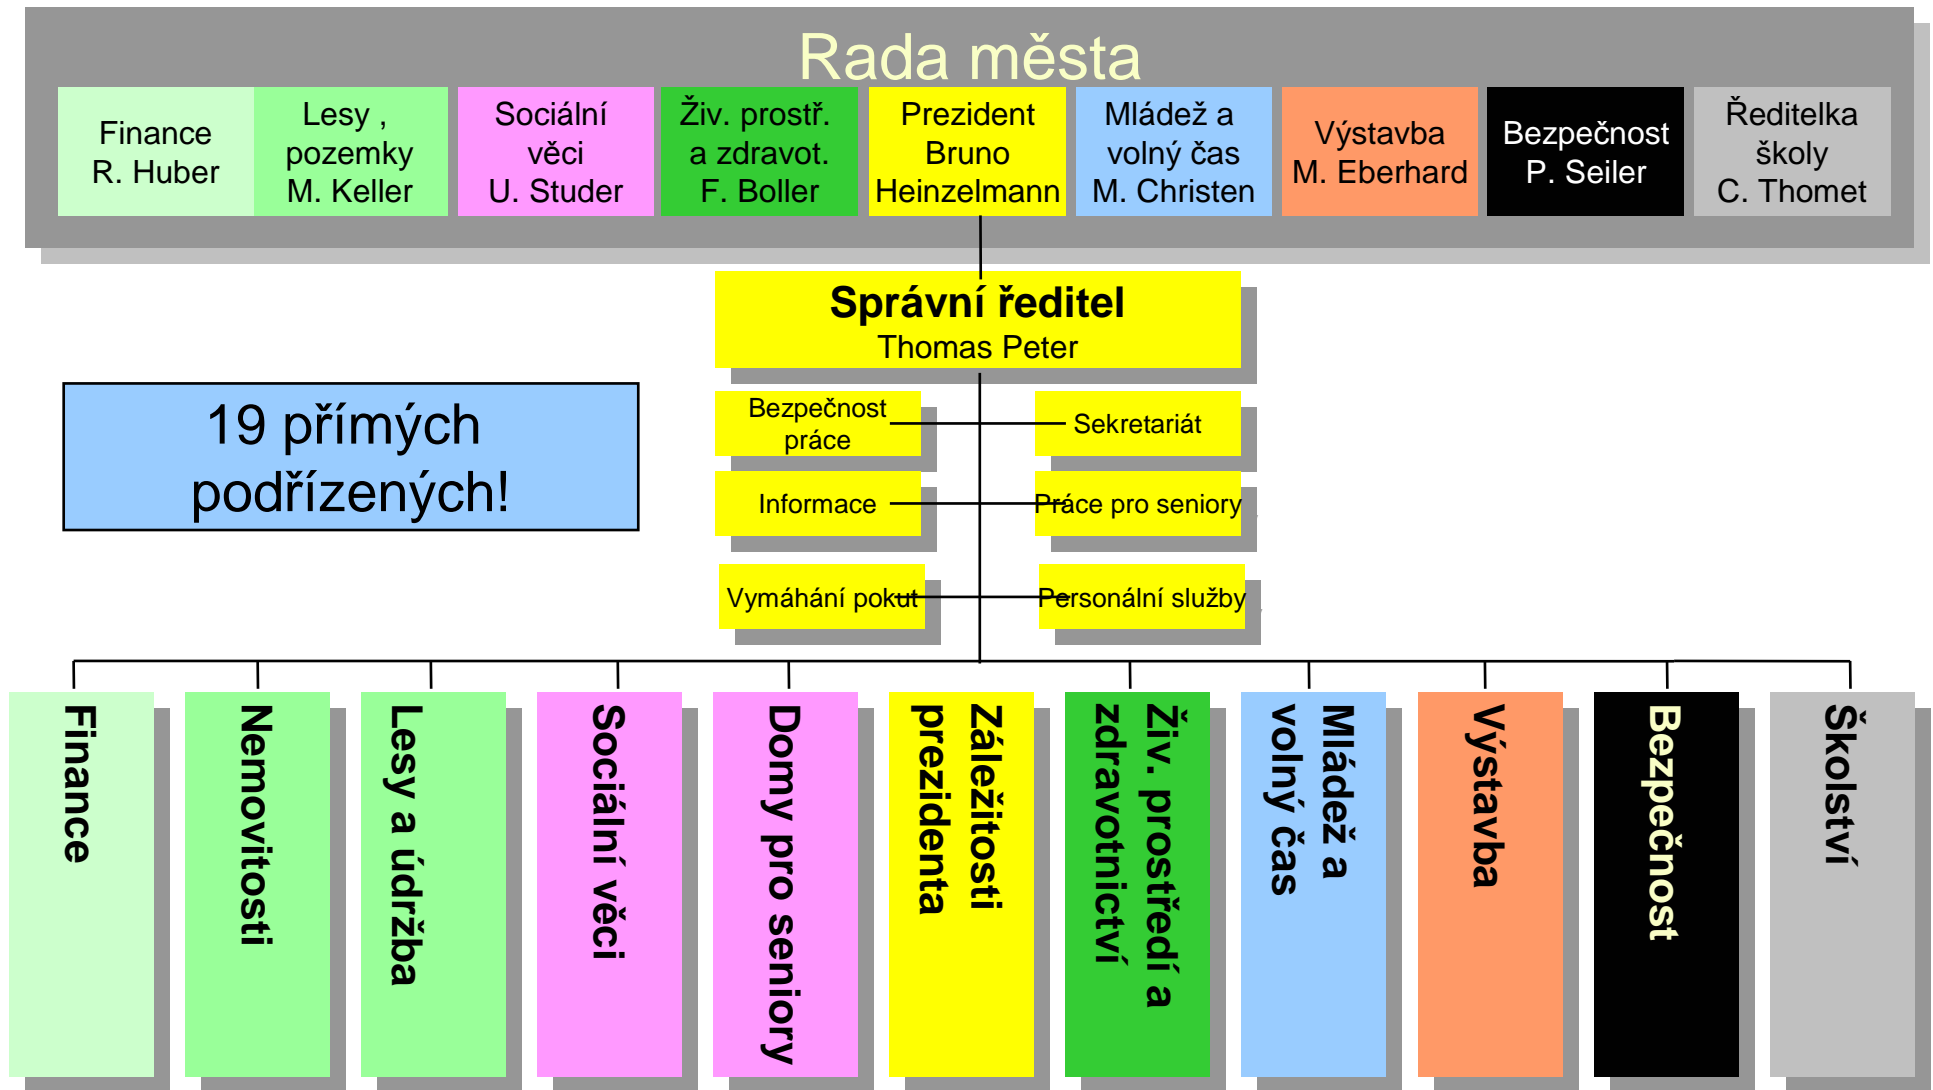 Rada města
Finance
R. Huber
Lesy ,
pozemky
M. Keller
Sociální
věci
U. Studer
Živ. prostř.
a zdravot.
F. Boller
Prezident
Bruno
Heinzelmann
Mládež a
volný čas
M. Christen
Výstavba
M. Eberhard
Bezpečnost
P. Seiler
Ředitelka
školy
C. Thomet
Správní ředitel
Thomas Peter
19 přímých
podřízených!
Bezpečnost
práce
Sekretariát
Informace
Práce pro seniory
Vymáhání pokut
Personální služby
Finance
Nemovitosti
Lesy a údržba
Sociální věci
Domy pro seniory
Záležitosti
prezidenta
Živ. prostředí a
zdravotnictví
Mládež a
volný čas
Výstavba
Bezpečnost
Školství